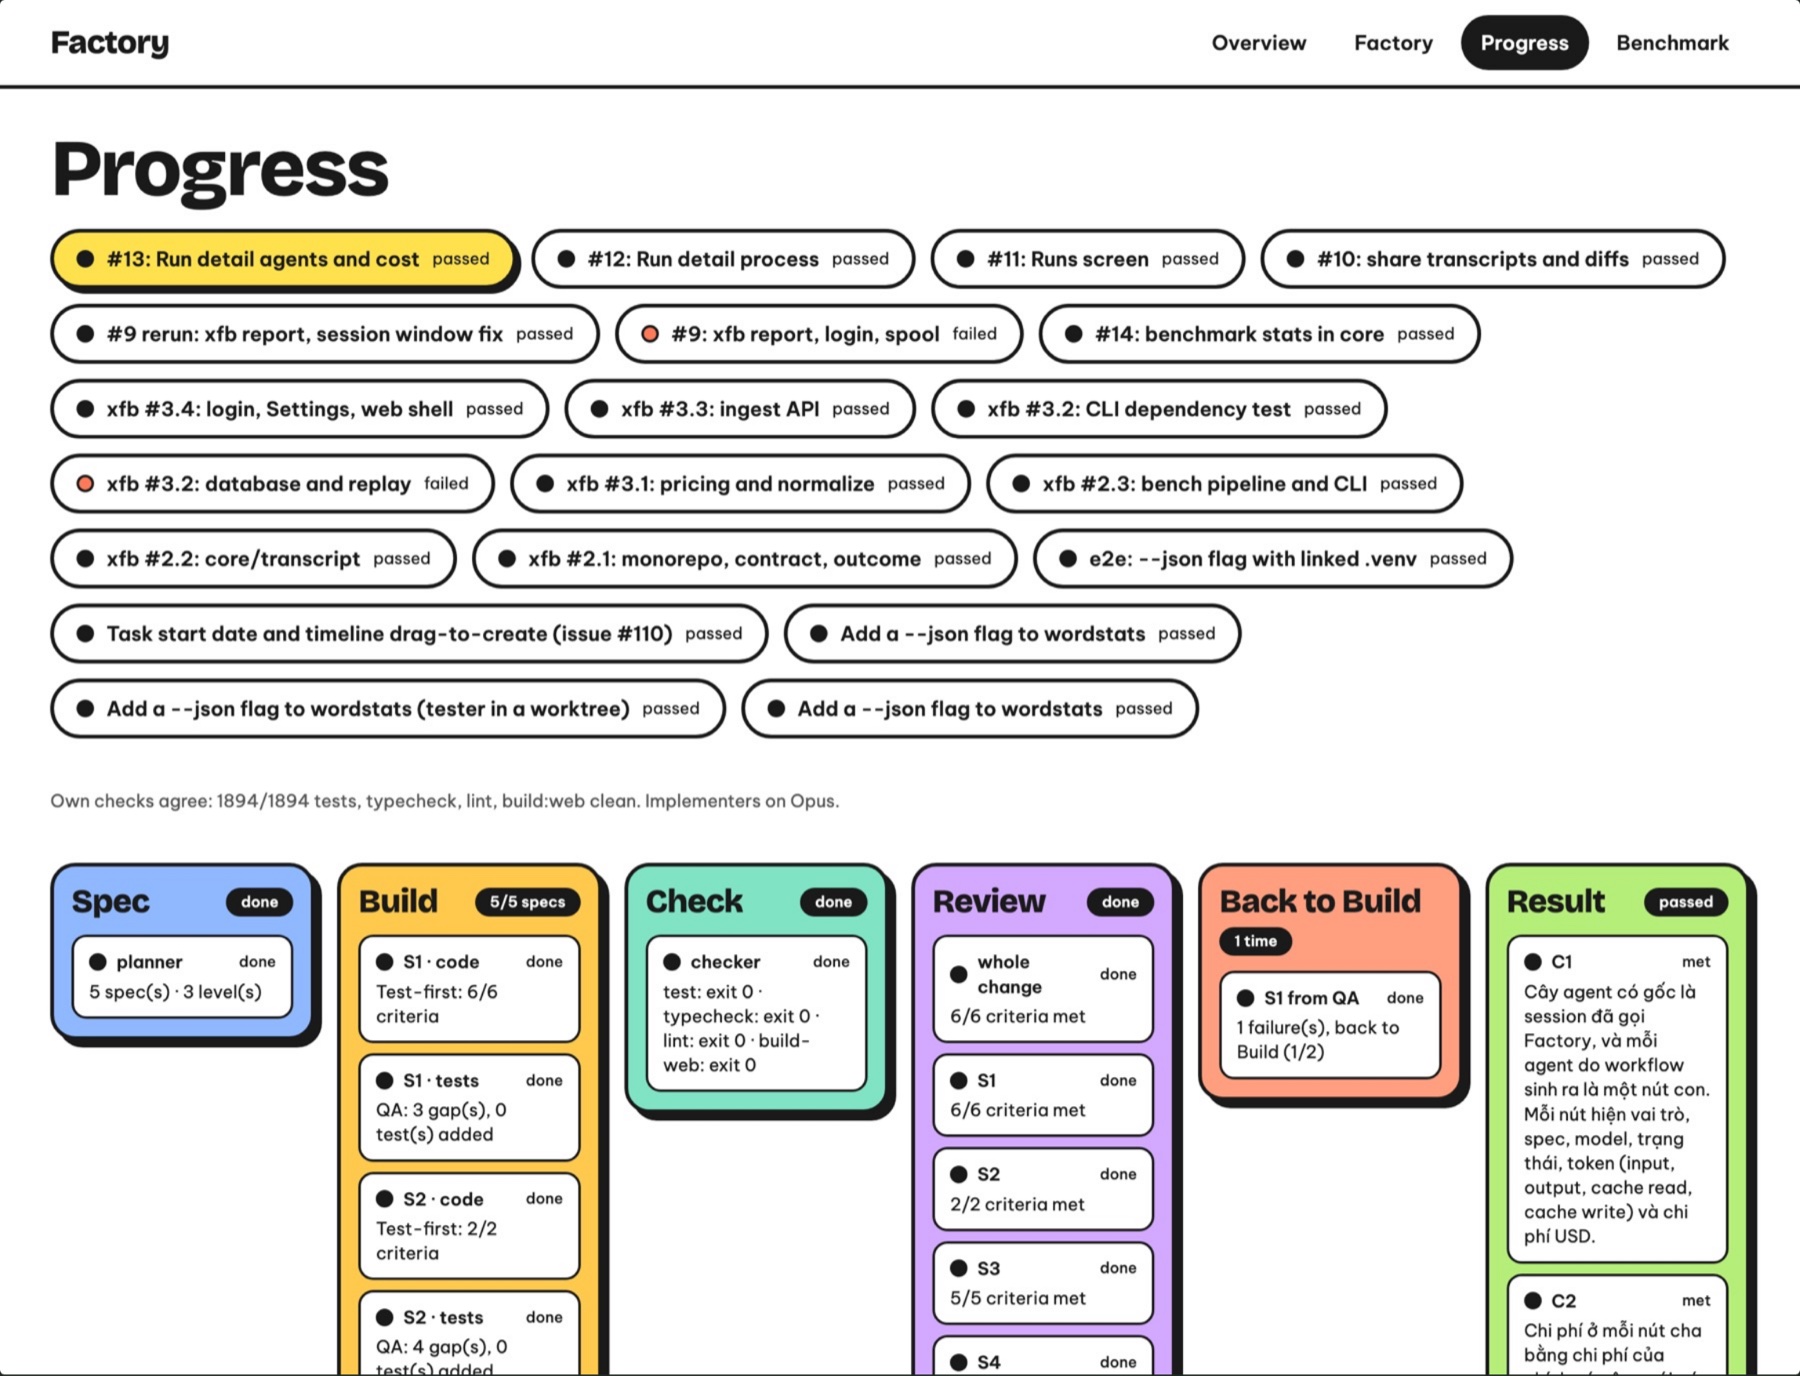 Factory
Overview
Factory
Progress
Benchmark
Progress
#13: Run detail agents and cost passed
#12: Run detail process passed
#11: Runs screen passed
#10: share transcripts and diffs passed
#9 rerun: xfb report, session window fix passed
#9: xfb report, login, spool failed
#14: benchmark stats in core passed
xfb #3.4: login, Settings, web shell passed
xfb #3.3: ingest API passed
xfb #3.2: CLI dependency test passed
xfb #3.2: database and replay failed
xfb #3.1: pricing and normalize passed
xfb #2.3: bench pipeline and CLI passed
xfb #2.2: core/transcript passed
xfb #2.1: monorepo, contract, outcome passed
e2e: --json flag with linked .venv passed
Task start date and timeline drag-to-create (issue #110) passed
Add a --json flag to wordstats passed
Add a --json flag to wordstats (tester in a worktree) passed
Add a --json flag to wordstats passed
Own checks agree: 1894/1894 tests, typecheck, lint, build:web clean. Implementers on Opus.
Spec done
planner done
5 spec(s) · 3 level(s)
Build 5/5 specs
S1 · code done
Test-first: 6/6
criteria
S1 · tests done
QA: 3 gap(s), 0
test(s) added
S2 · code done
Test-first: 2/2
criteria
S2 · tests done
QA: 4 gap(s), 0
test(s) added
Check done
checker done
test: exit 0 ·
typecheck: exit 0 ·
lint: exit 0 · build-
web: exit 0
Review done
whole
change done
6/6 criteria met
S1 done
6/6 criteria met
S2 done
2/2 criteria met
S3 done
5/5 criteria met
S4 done
Back to Build
1 time
S1 from QA done
1 failure(s), back to
Build (1/2)
Result passed
C1 met
Cây agent có gốc là
session đã gọi
Factory, và mỗi
agent do workflow
sinh ra là một nút con.
Mỗi nút hiện vai trò,
spec, model, trạng
thái, token (input,
output, cache read,
cache write) và chi
phí USD.
C2 met
Chi phí ở mỗi nút cha
bằng chi phí của